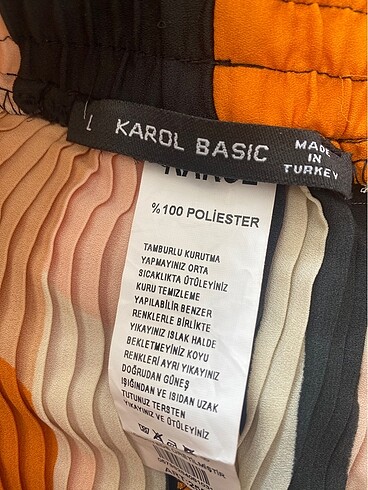 L KAROL BASIC MADE IN TURKEY
%100 POLİESTER
TAMBURLU KURUTMA
YAPMAYINIZ ORTA
SICAKLIKTA ÜTÜLEYİNİZ
KURU TEMİZLEME
YAPILABİLİR BENZER
RENKLERLE BİRLİKTE
YIKAYINIZ ISLAK HALDE
BEKLETMEYİNİZ KOYU
RENKLERİ AYRI YIKAYINIZ
DOĞRUDAN GÜNEŞ
IŞIĞINDAN VE ISIDAN UZAK
TUTUNUZ TERSTEN
YIKAYINIZ VE ÜTÜLEYİNİZ